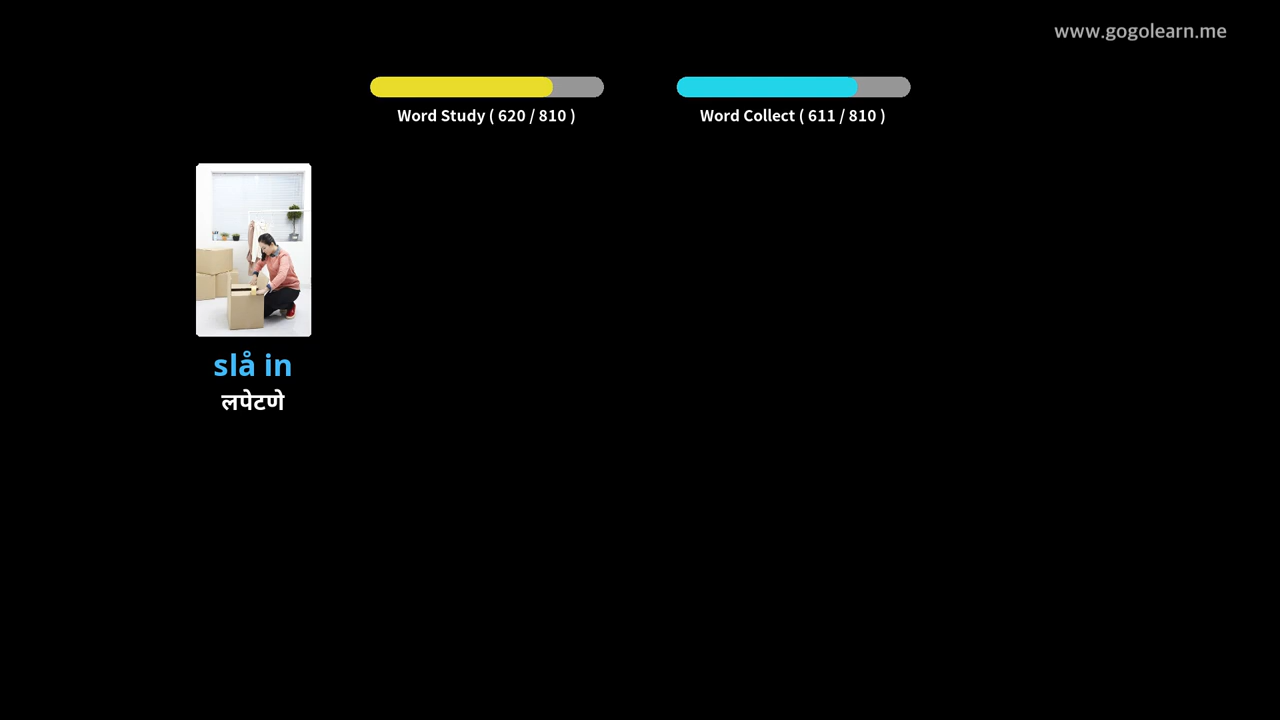 www.gogolearn.me
Word Study ( 620 / 810 )
Word Collect ( 611 / 810 )
slå in
लपेटणे